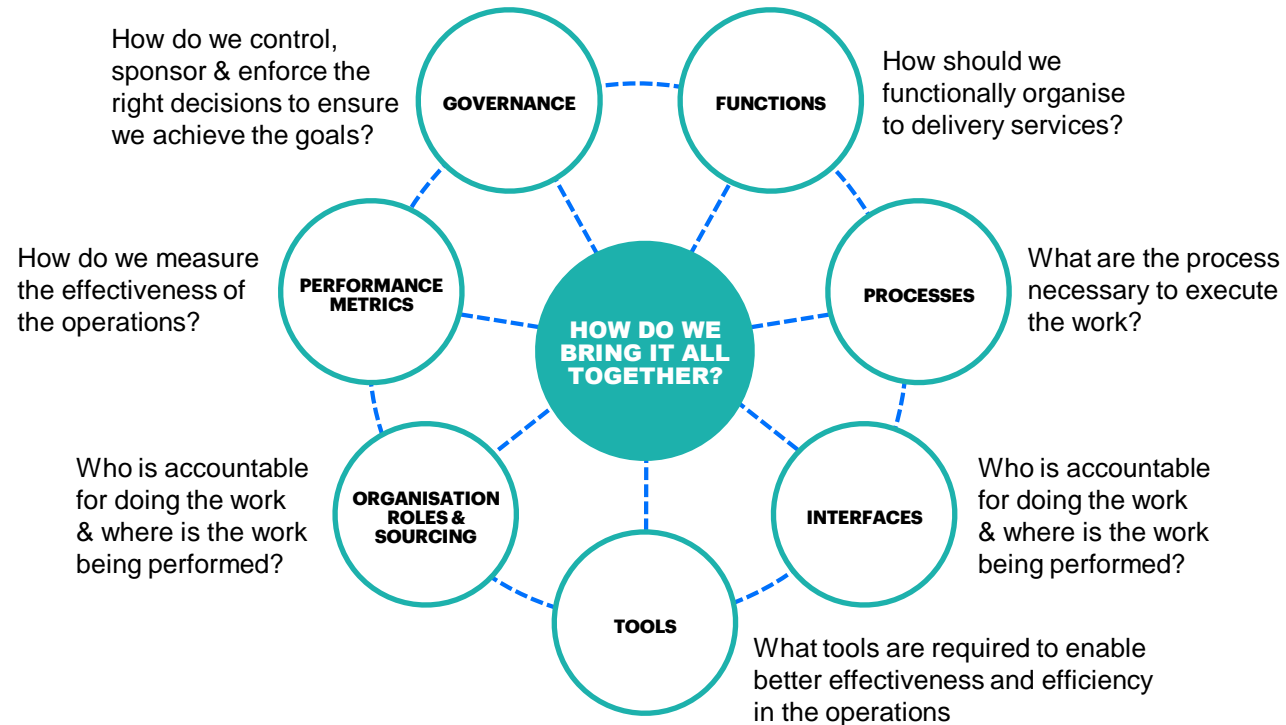 How do we control,
sponsor & enforce the
right decisions to ensure
we achieve the goals?
GOVERNANCE
FUNCTIONS
How should we
functionally organise
to delivery services?
How do we measure
the effectiveness of
the operations?
PERFORMANCE
METRICS
HOW DO WE
BRING IT ALL
TOGETHER?
PROCESSES
What are the process
necessary to execute
the work?
Who is accountable
for doing the work
& where is the work
being performed?
ORGANISATION
ROLES &
SOURCING
INTERFACES
Who is accountable
for doing the work
& where is the work
being performed?
TOOLS
What tools are required to enable
better effectiveness and efficiency
in the operations